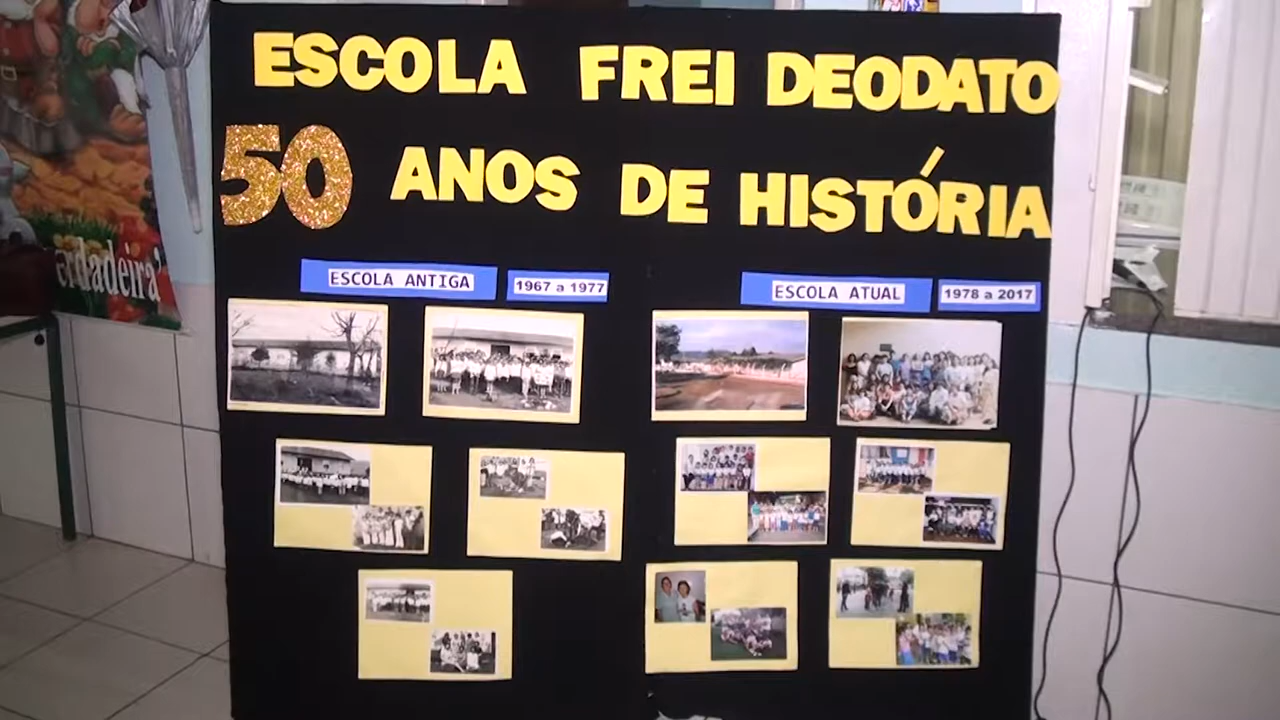 ESCOLA FREI DEODATO
50 ANOS DE HISTÓRIA
ESCOLA ANTIGA 1967 a 1977
ESCOLA ATUAL 1978 a 2017
erdadeira